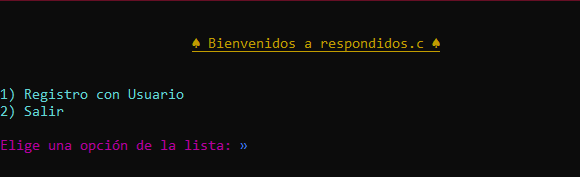 ♠ Bienvenidos a respondidos.c ♠
1) Registro con Usuario
2) Salir
Elige una opción de la lista: »